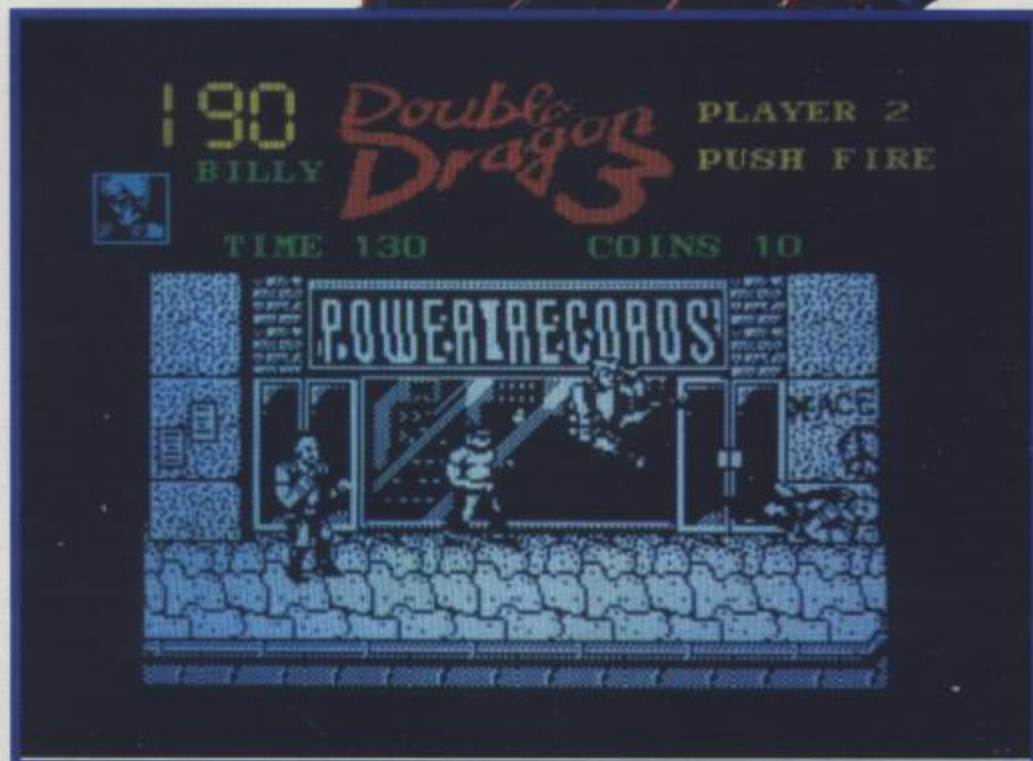 190
BILLY
Double
Dragon
3
PLAYER 2
PUSH FIRE
TIME 130
COINS 10
POWER RECORDS
PEACE